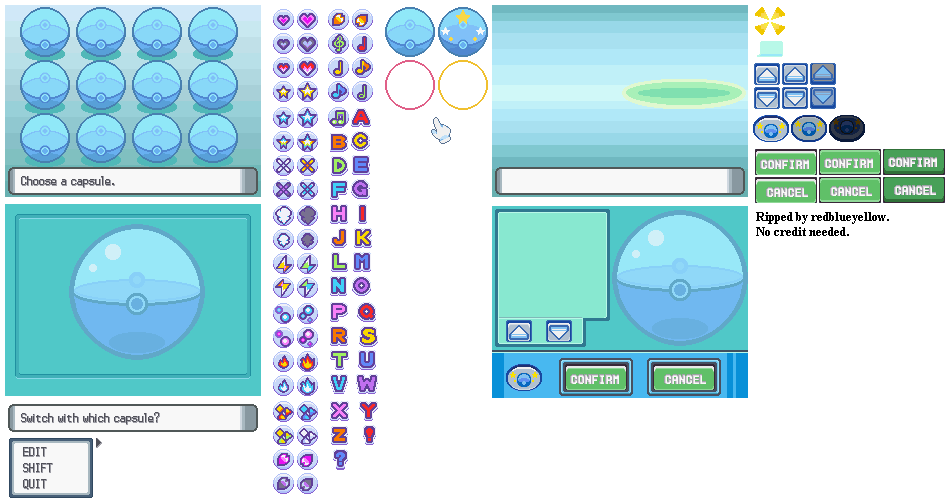 Choose a capsule.
Switch with which capsule?
EDIT
SHIFT
QUIT
A
B C
D E
F G
H I
J K
L M
N O
P Q
R S
T U
V W
X Y
Z !
?
CONFIRM CANCEL
CONFIRM CONFIRM CONFIRM
CANCEL CANCEL CANCEL
Ripped by redblueyellow.
No credit needed.